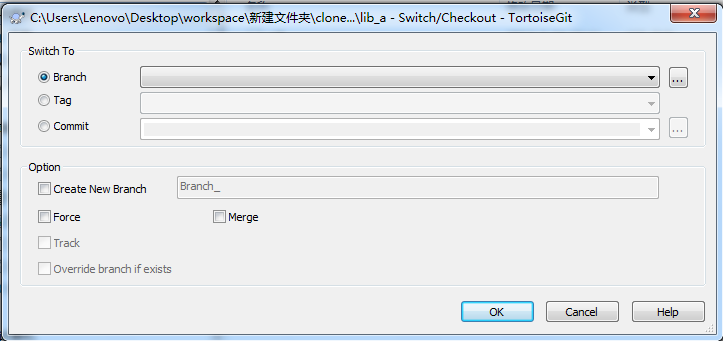 C:\Users\Lenovo\Desktop\workspace\新建文件夹\clone...\lib_a - Switch/Checkout - TortoiseGit
Switch To
Branch
...
Tag
Commit
...
Option
Create New Branch
Branch_
Force
Merge
Track
Override branch if exists
OK
Cancel
Help